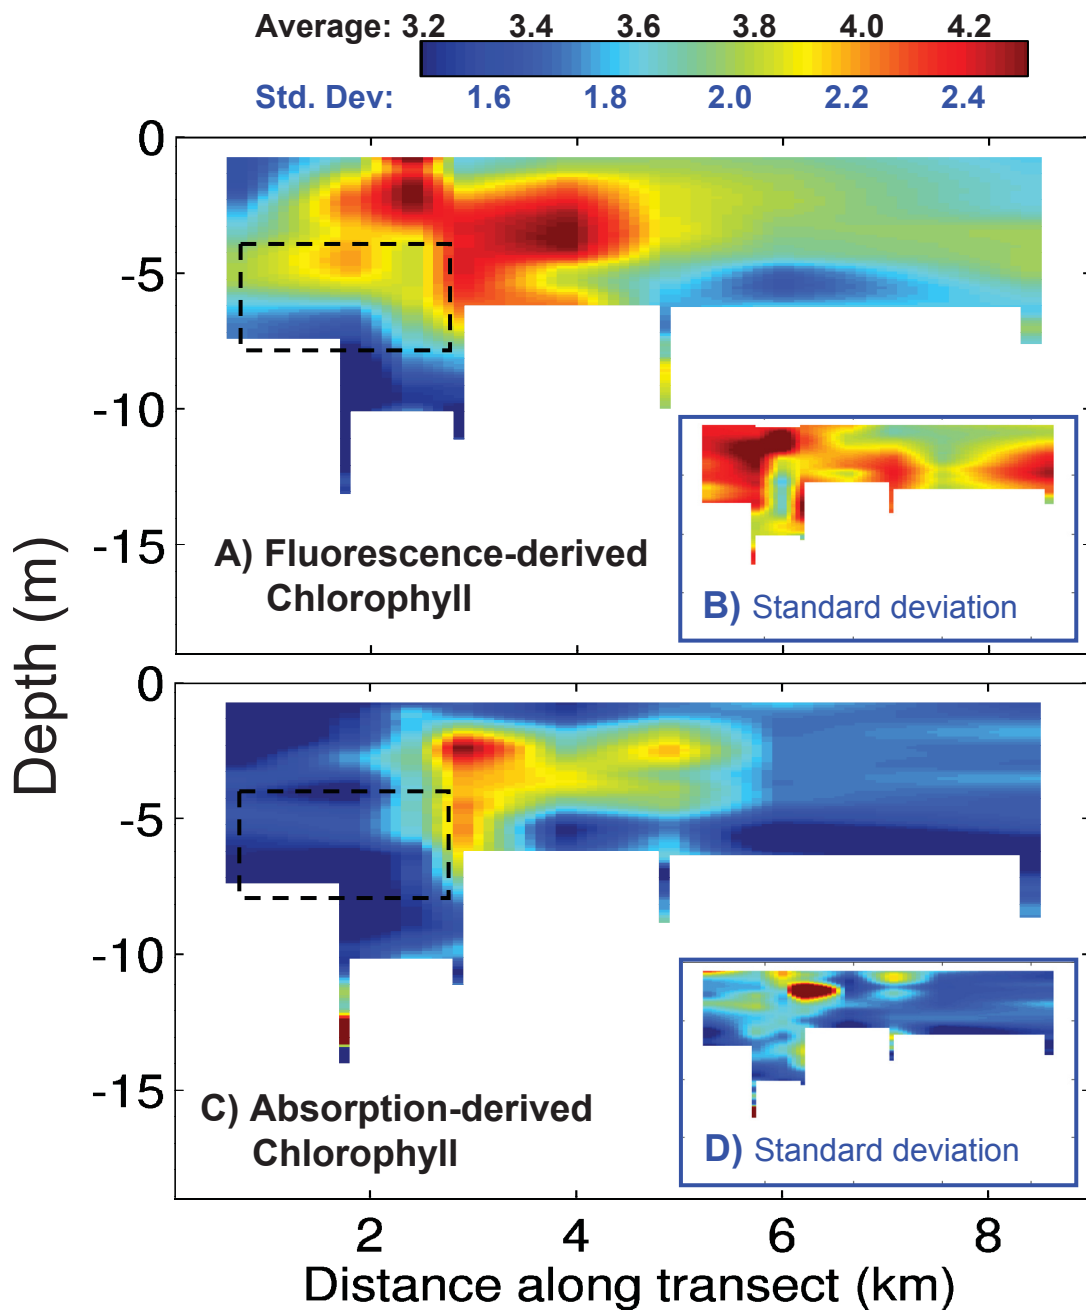 Average: 3.2 3.4 3.6 3.8 4.0 4.2
Std. Dev: 1.6 1.8 2.0 2.2 2.4
0
-5
-10
-15
A) Fluorescence-derived
Chlorophyll
B) Standard deviation
Depth (m)
0
-5
-10
-15
C) Absorption-derived
Chlorophyll
D) Standard deviation
2 4 6 8
Distance along transect (km)